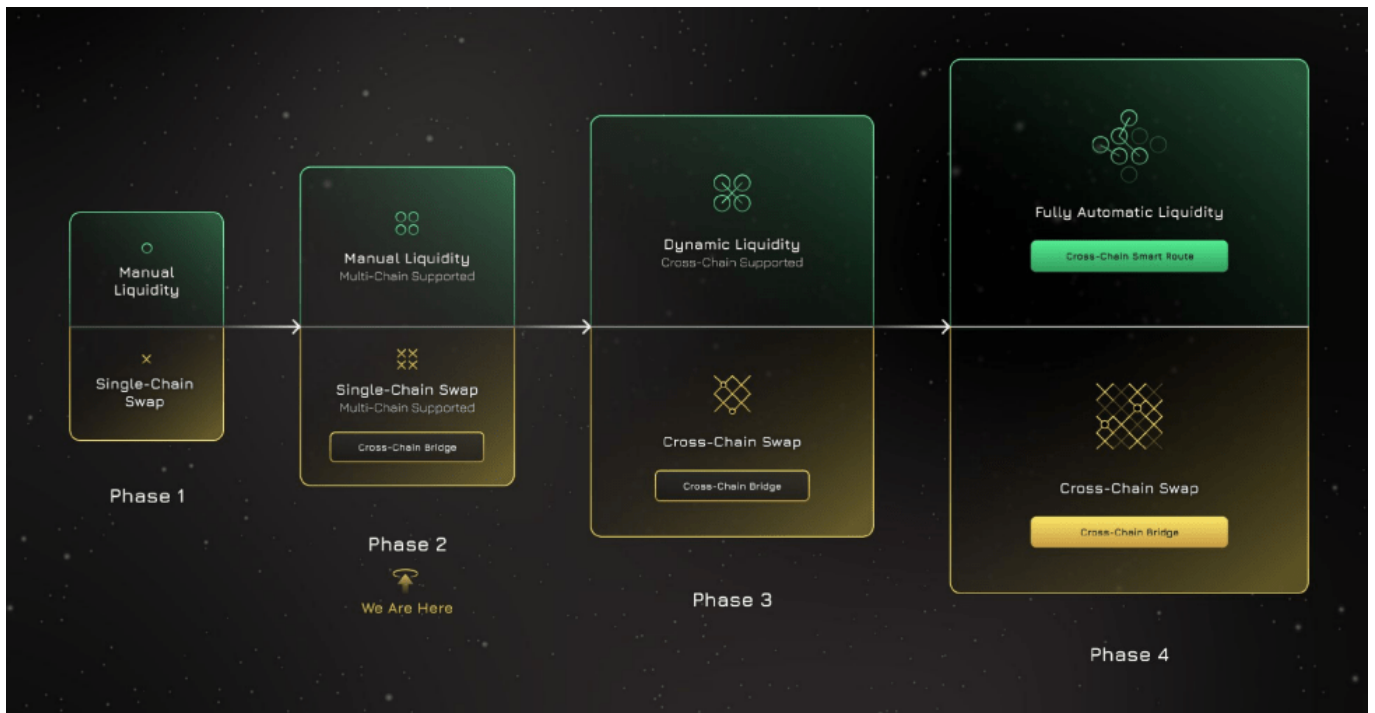 Manual
Liquidity
Single-Chain
Swap
Phase 1
Manual Liquidity
Multi-Chain Supported
Single-Chain Swap
Multi-Chain Supported
Cross-Chain Bridge
Phase 2
We Are Here
Dynamic Liquidity
Cross-Chain Supported
Cross-Chain Swap
Cross-Chain Bridge
Phase 3
Fully Automatic Liquidity
Cross-Chain Smart Route
Cross-Chain Swap
Cross-Chain Bridge
Phase 4